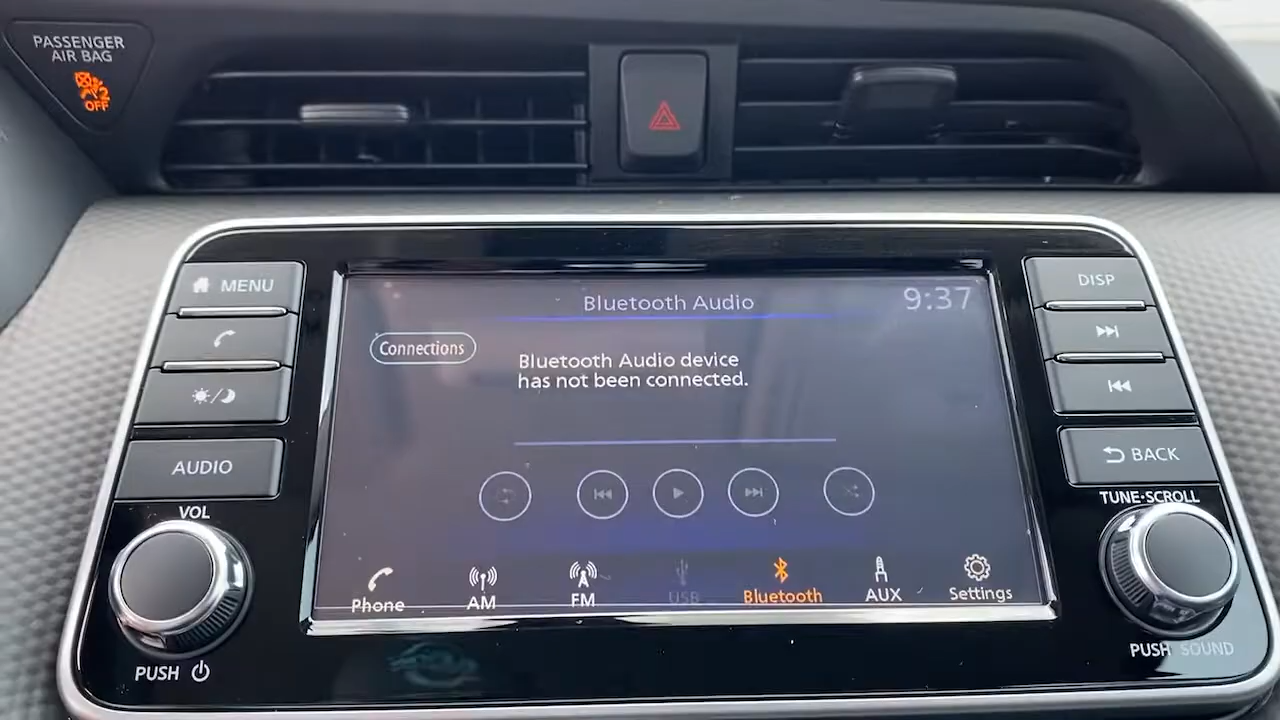 PASSENGER
AIR BAG
OFF
MENU
AUDIO
VOL
PUSH
Bluetooth Audio
9:37
Connections
Bluetooth Audio device
has not been connected.
Phone
AM
FM
USB
Bluetooth
AUX
Settings
DISP
BACK
TUNE·SCROLL
PUSH SOUND